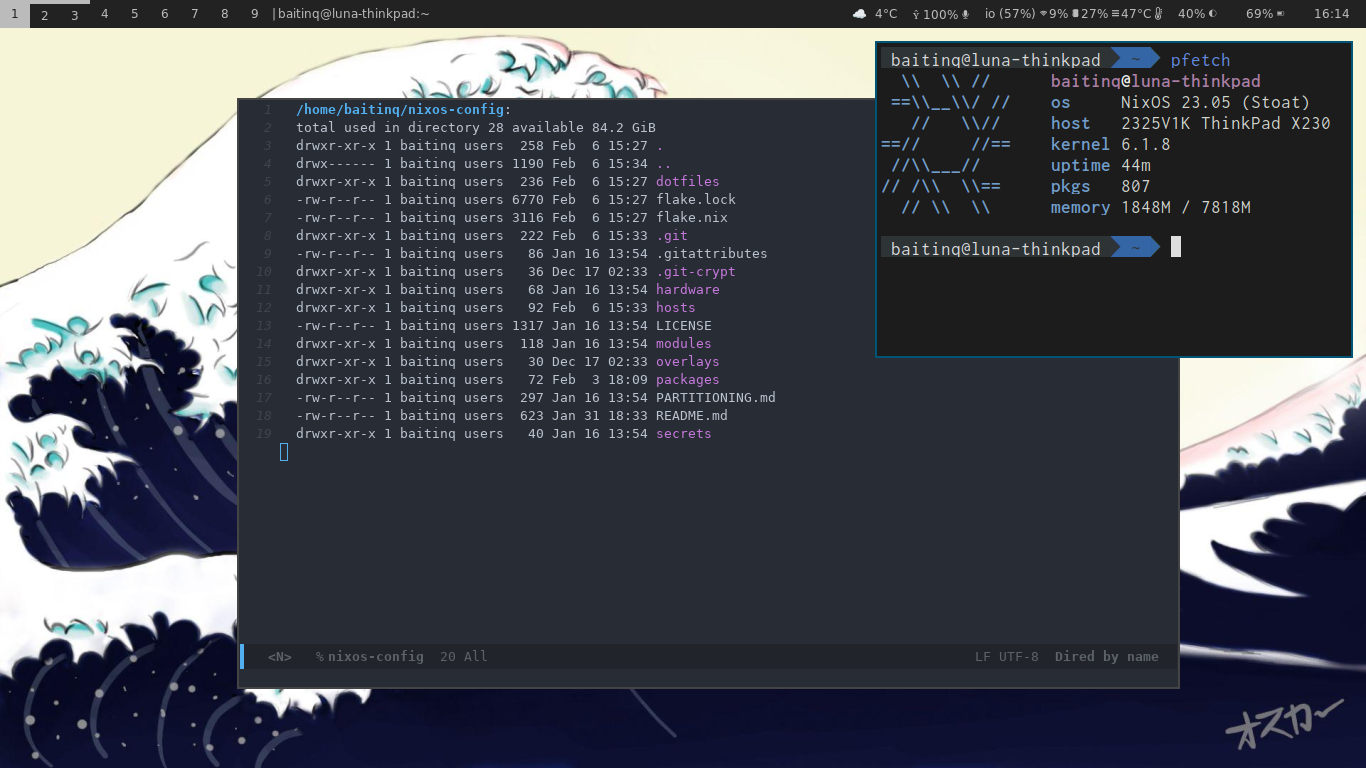 1 2 3 4 5 6 7 8 9 |baitinq@luna-thinkpad:~ 4°C 100% io (57%) 9% 27% 47°C 40% 69% 16:14
baitinq@luna-thinkpad ~ pfetch
\\ \\ // baitinq@luna-thinkpad
==\\__\\/ // os NixOS 23.05 (Stoat)
// \\// host 2325V1K ThinkPad X230
==// //== kernel 6.1.8
//\\___// uptime 44m
// /\\ \\== pkgs 807
// \\ \\ memory 1848M / 7818M
baitinq@luna-thinkpad ~
1 /home/baitinq/nixos-config:
2 total used in directory 28 available 84.2 GiB
3 drwxr-xr-x 1 baitinq users 258 Feb 6 15:27 .
4 drwx------ 1 baitinq users 1190 Feb 6 15:34 ..
5 drwxr-xr-x 1 baitinq users 236 Feb 6 15:27 dotfiles
6 -rw-r--r-- 1 baitinq users 6770 Feb 6 15:27 flake.lock
7 -rw-r--r-- 1 baitinq users 3116 Feb 6 15:27 flake.nix
8 drwxr-xr-x 1 baitinq users 222 Feb 6 15:33 .git
9 -rw-r--r-- 1 baitinq users 86 Jan 16 13:54 .gitattributes
10 drwxr-xr-x 1 baitinq users 36 Dec 17 02:33 .git-crypt
11 drwxr-xr-x 1 baitinq users 68 Jan 16 13:54 hardware
12 drwxr-xr-x 1 baitinq users 92 Feb 6 15:33 hosts
13 -rw-r--r-- 1 baitinq users 1317 Jan 16 13:54 LICENSE
14 drwxr-xr-x 1 baitinq users 118 Jan 16 13:54 modules
15 drwxr-xr-x 1 baitinq users 30 Dec 17 02:33 overlays
16 drwxr-xr-x 1 baitinq users 72 Feb 3 18:09 packages
17 -rw-r--r-- 1 baitinq users 297 Jan 16 13:54 PARTITIONING.md
18 -rw-r--r-- 1 baitinq users 623 Jan 31 18:33 README.md
19 drwxr-xr-x 1 baitinq users 40 Jan 16 13:54 secrets
<N> % nixos-config 20 All LF UTF-8 Dired by name
オスカー